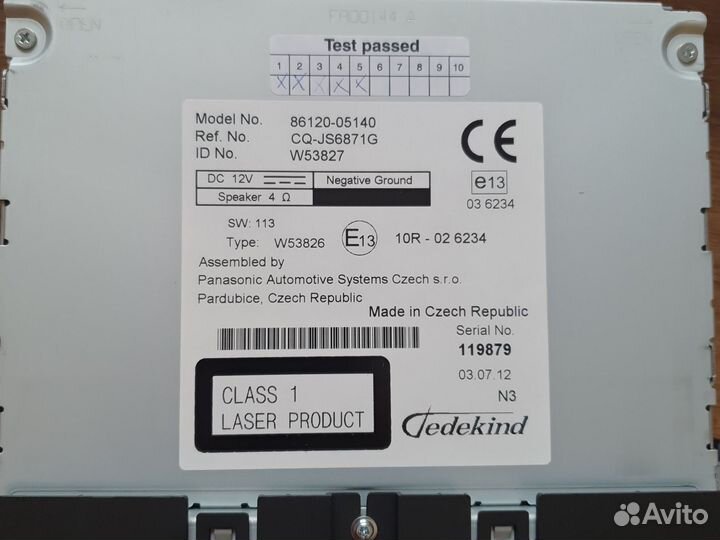 OPEN
FA00144 A
OPEN
Test passed
1 2 3 4 5 6 7 8 9 10
X X X X X
Model No. 86120-05140
Ref. No. CQ-JS6871G
ID No. W53827
CE
DC 12V
Negative Ground
Speaker 4 Ω
e13
03 6234
SW: 113
Type: W53826
E13
10R - 02 6234
Assembled by
Panasonic Automotive Systems Czech s.r.o.
Pardubice, Czech Republic
Made in Czech Republic
Serial No.
119879
03.07.12
N3
CLASS 1
LASER PRODUCT
Tedekind
Avito